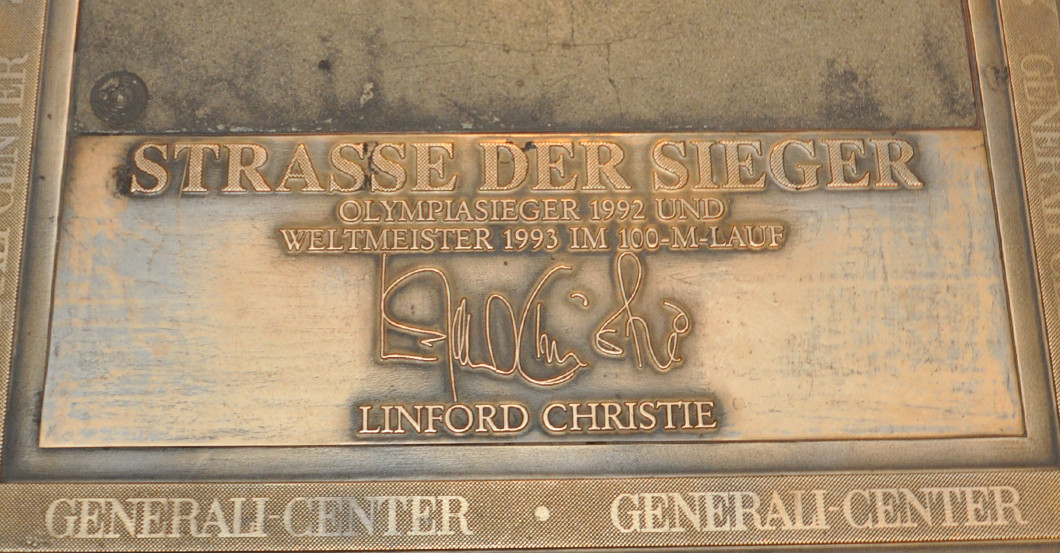 STRASSE DER SIEGER
OLYMPIASIEGER 1992 UND
WELTMEISTER 1993 IM 100-M-LAUF
LINFORD CHRISTIE
GENERALI-CENTER • GENERALI-CENTER